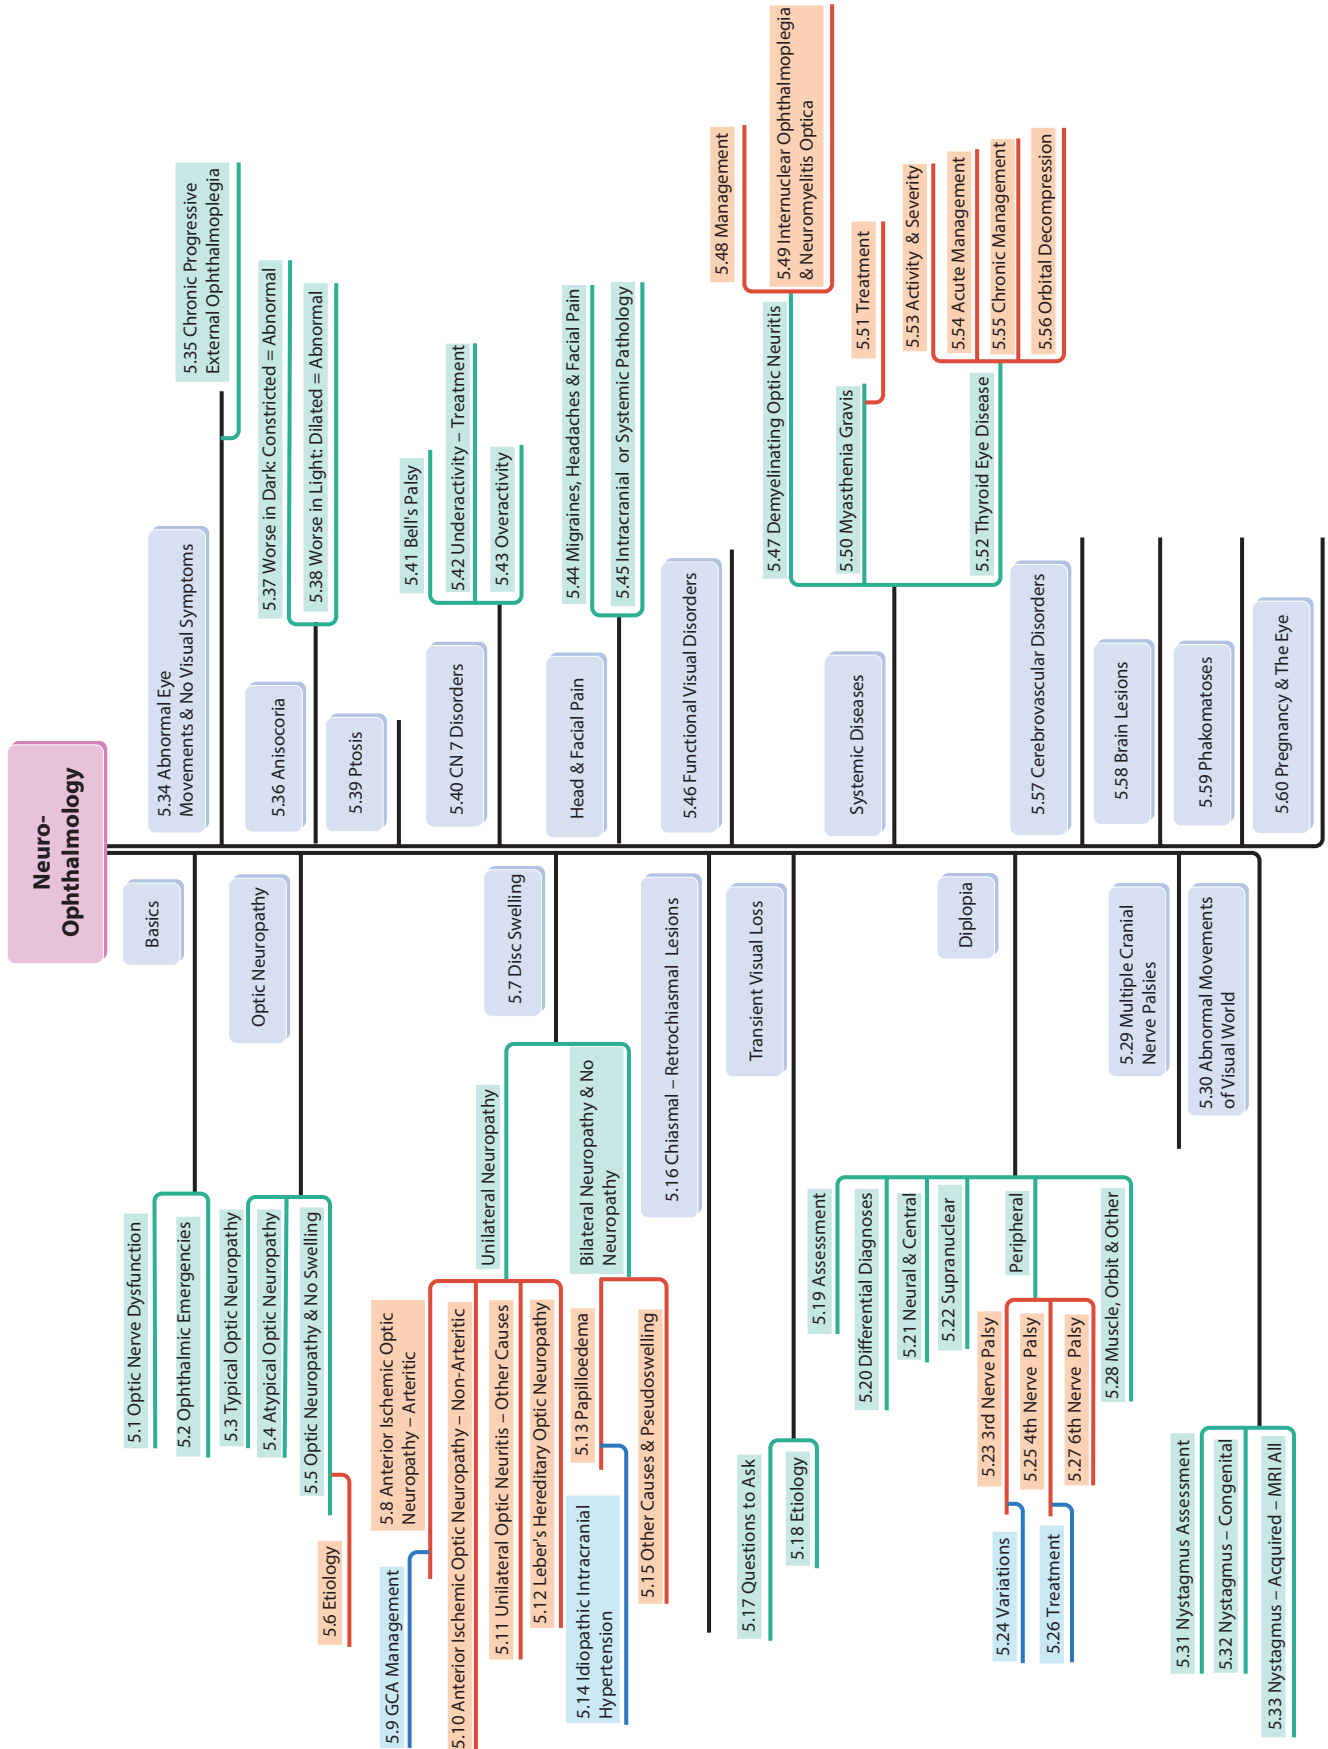 Neuro-
Ophthalmology
Basics
5.1 Optic Nerve Dysfunction
5.2 Ophthalmic Emergencies
Optic Neuropathy
5.3 Typical Optic Neuropathy
5.4 Atypical Optic Neuropathy
5.5 Optic Neuropathy & No Swelling
5.6 Etiology
5.7 Disc Swelling
Unilateral Neuropathy
5.8 Anterior Ischemic Optic
Neuropathy – Arteritic
5.9 GCA Management
5.10 Anterior Ischemic Optic Neuropathy – Non-Arteritic
5.11 Unilateral Optic Neuritis – Other Causes
5.12 Leber's Hereditary Optic Neuropathy
Bilateral Neuropathy & No
Neuropathy
5.13 Papilloedema
5.14 Idiopathic Intracranial
Hypertension
5.15 Other Causes & Pseudoswelling
5.16 Chiasmal – Retrochiasmal Lesions
Transient Visual Loss
5.17 Questions to Ask
5.18 Etiology
Diplopia
5.19 Assessment
5.20 Differential Diagnoses
5.21 Neural & Central
5.22 Supranuclear
Peripheral
5.23 3rd Nerve Palsy
5.24 Variations
5.25 4th Nerve Palsy
5.26 Treatment
5.27 6th Nerve Palsy
5.28 Muscle, Orbit & Other
5.29 Multiple Cranial
Nerve Palsies
5.30 Abnormal Movements
of Visual World
5.31 Nystagmus Assessment
5.32 Nystagmus – Congenital
5.33 Nystagmus – Acquired – MRI All
5.34 Abnormal Eye
Movements & No Visual Symptoms
5.35 Chronic Progressive
External Ophthalmoplegia
5.36 Anisocoria
5.37 Worse in Dark: Constricted = Abnormal
5.38 Worse in Light: Dilated = Abnormal
5.39 Ptosis
5.40 CN 7 Disorders
5.41 Bell's Palsy
5.42 Underactivity – Treatment
5.43 Overactivity
Head & Facial Pain
5.44 Migraines, Headaches & Facial Pain
5.45 Intracranial or Systemic Pathology
5.46 Functional Visual Disorders
Systemic Diseases
5.47 Demyelinating Optic Neuritis
5.48 Management
5.49 Internuclear Ophthalmoplegia
& Neuromyelitis Optica
5.50 Myasthenia Gravis
5.51 Treatment
5.52 Thyroid Eye Disease
5.53 Activity & Severity
5.54 Acute Management
5.55 Chronic Management
5.56 Orbital Decompression
5.57 Cerebrovascular Disorders
5.58 Brain Lesions
5.59 Phakomatoses
5.60 Pregnancy & The Eye